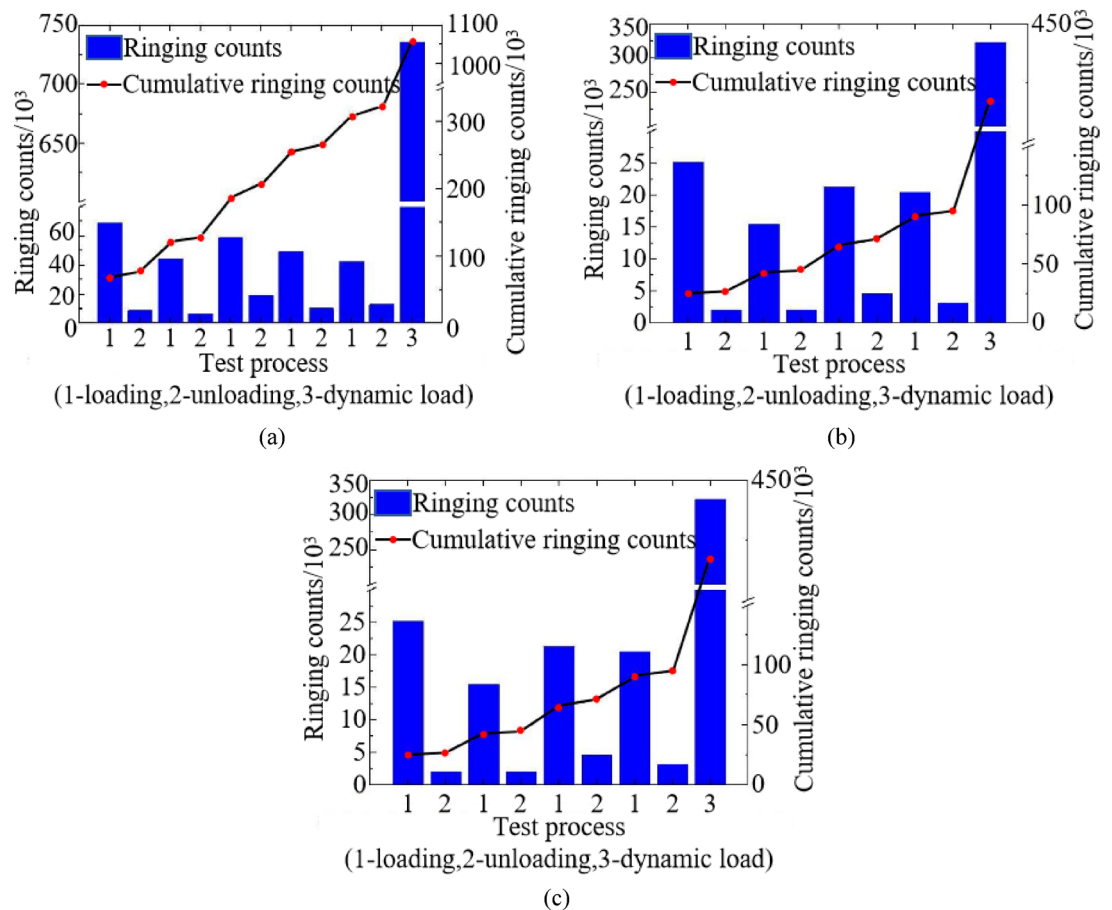 750
700
650
60
40
20
0
Ringing counts/10³
Ringing counts
Cumulative ringing counts
1100
1000
300
200
100
0
Cumulative ringing counts/10³
1 2 1 2 1 2 1 2 1 2 3
Test process
(1-loading,2-unloading,3-dynamic load)
(a)
350
300
250
25
20
15
10
5
0
Ringing counts/10³
Ringing counts
Cumulative ringing counts
450
100
50
0
Cumulative ringing counts/10³
1 2 1 2 1 2 1 2 3
Test process
(1-loading,2-unloading,3-dynamic load)
(b)
350
300
250
25
20
15
10
5
0
Ringing counts/10³
Ringing counts
Cumulative ringing counts
450
100
50
0
Cumulative ringing counts/10³
1 2 1 2 1 2 1 2 3
Test process
(1-loading,2-unloading,3-dynamic load)
(c)